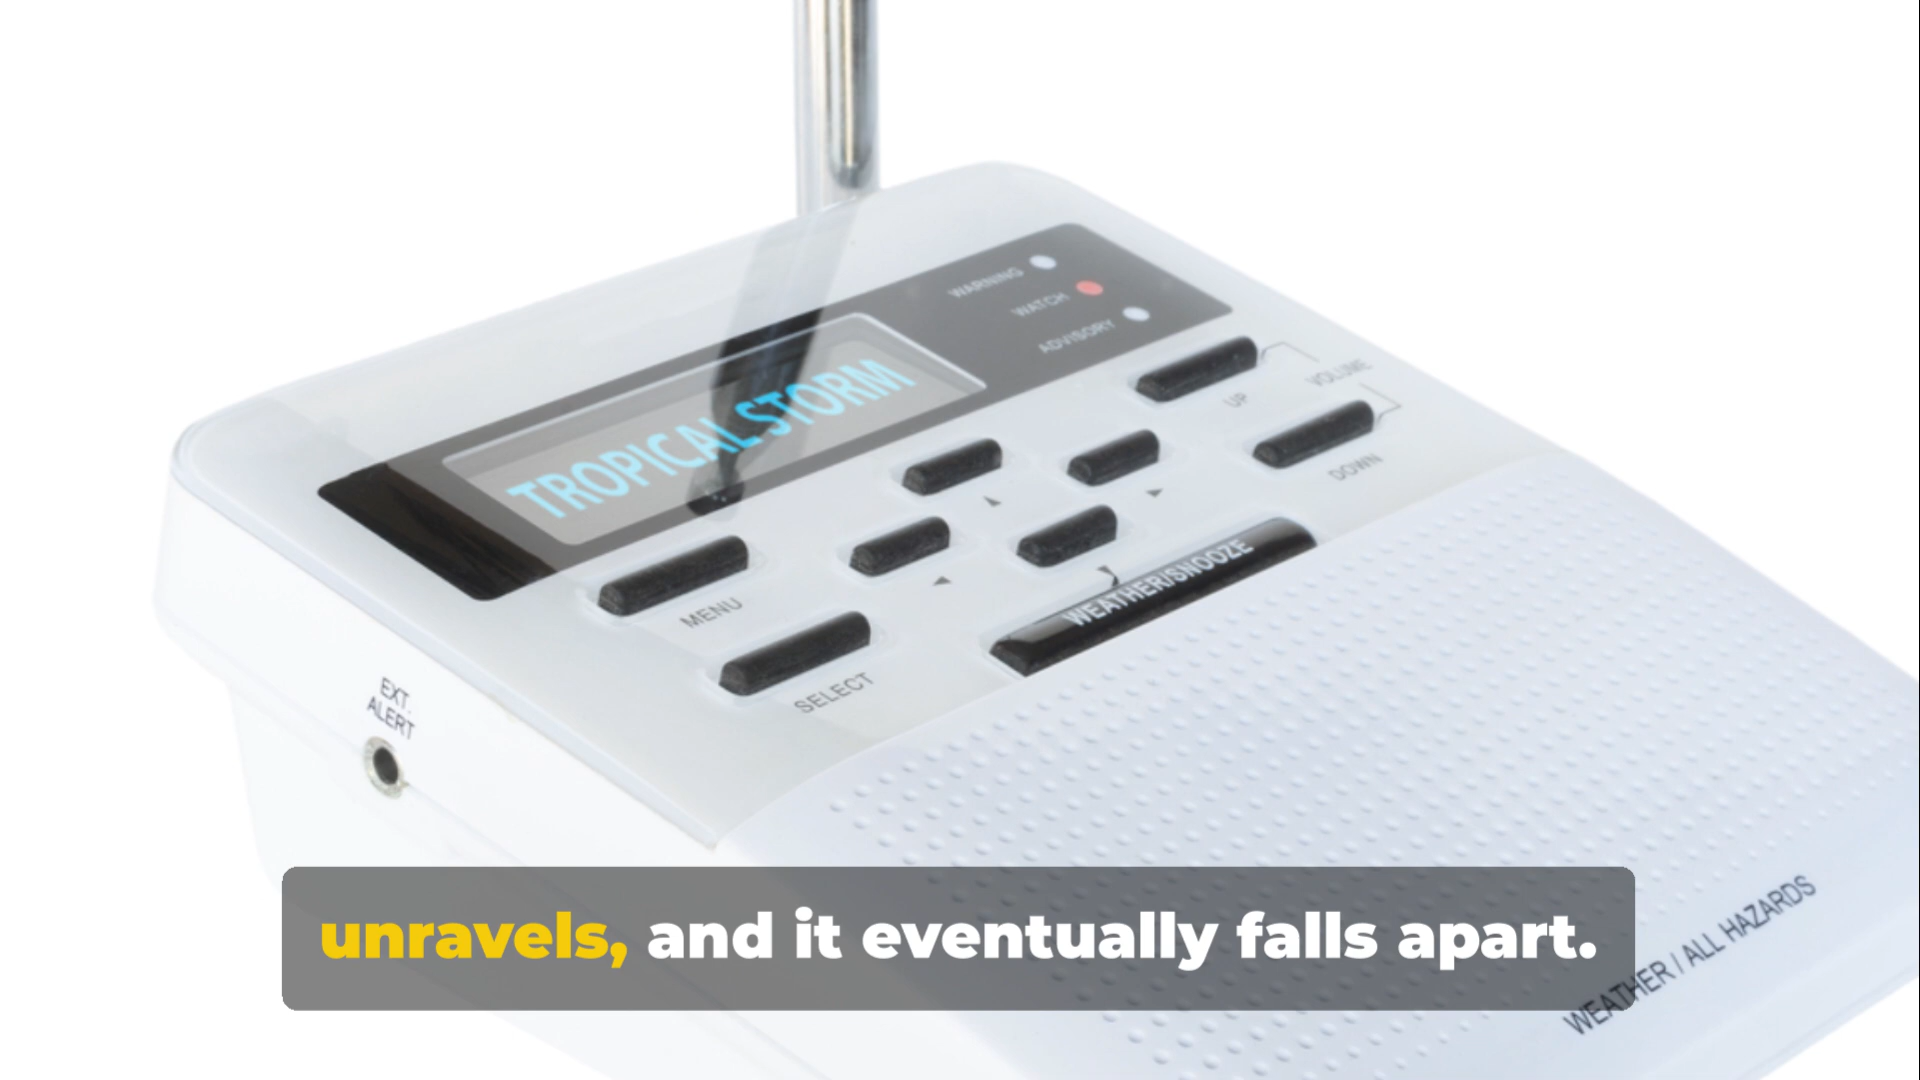 WARNING
WATCH
ADVISORY
TROPICAL STORM
VOLUME
UP
DOWN
WEATHER/SNOOZE
MENU
SELECT
EXT.
ALERT
WEATHER / ALL HAZARDS
unravels, and it eventually falls apart.